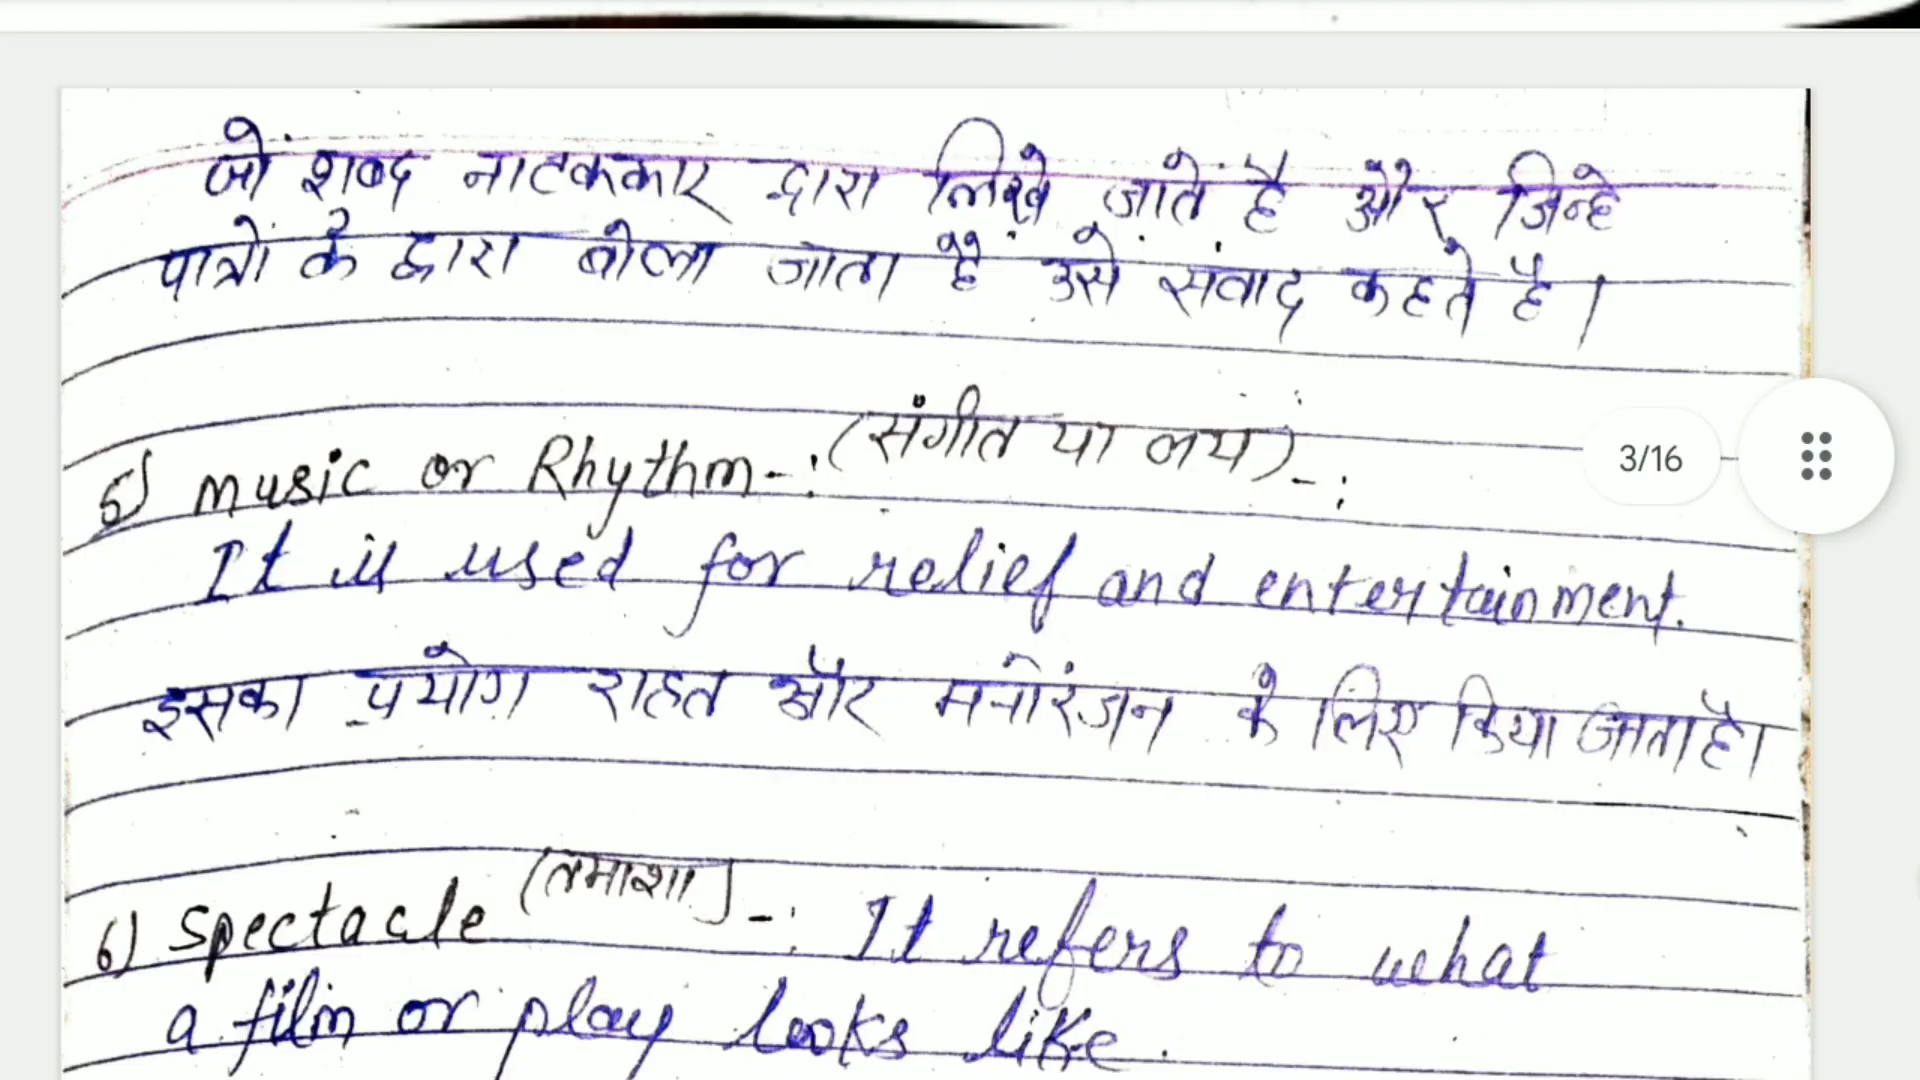 जो शब्द नाटककार द्वारा लिखे जाते है और जिन्हे
पात्रों के द्वारा बोला जाता है उसे संवाद कहते है।
5) music or Rhythm-: (संगीत या लय)-:
3/16
It is used for relief and entertainment.
इसका प्रयोग राहत और मनोरंजन के लिए किया जाता है।
6) Spectacle (तमाशा)-: It refers to what
a film or play looks like.